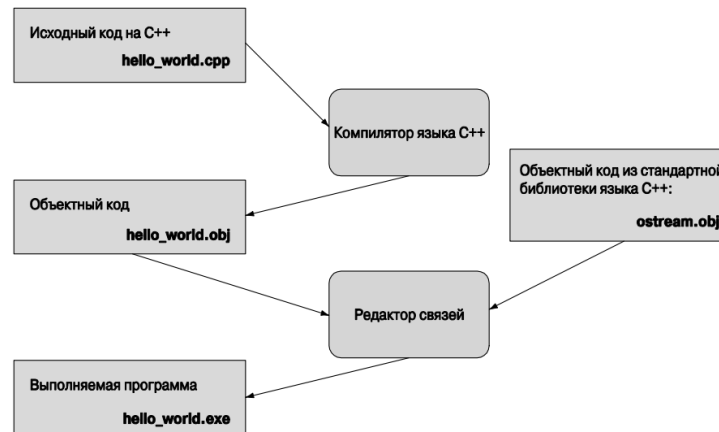 Исходный код на C++
hello_world.cpp
Компилятор языка C++
Объектный код
hello_world.obj
Объектный код из стандартной
библиотеки языка C++:
ostream.obj
Редактор связей
Выполняемая программа
hello_world.exe